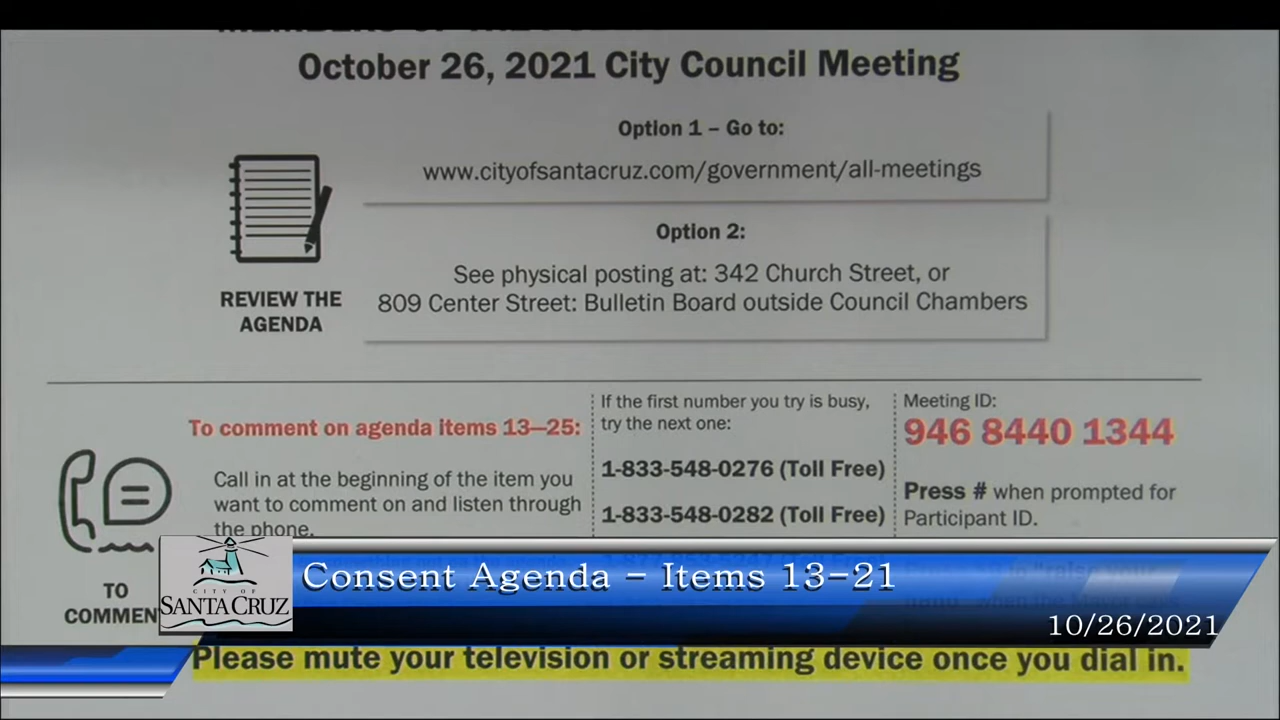 October 26, 2021 City Council Meeting
Option 1 – Go to:
www.cityofsantacruz.com/government/all-meetings
Option 2:
See physical posting at: 342 Church Street, or
809 Center Street: Bulletin Board outside Council Chambers
REVIEW THE
AGENDA
To comment on agenda items 13—25:
Call in at the beginning of the item you
want to comment on and listen through
the phone.
If the first number you try is busy,
try the next one:
1-833-548-0276 (Toll Free)
1-833-548-0282 (Toll Free)
Meeting ID:
946 8440 1344
Press # when prompted for
Participant ID.
TO
CITY OF
SANTA CRUZ
Consent Agenda – Items 13-21
10/26/2021
Please mute your television or streaming device once you dial in.